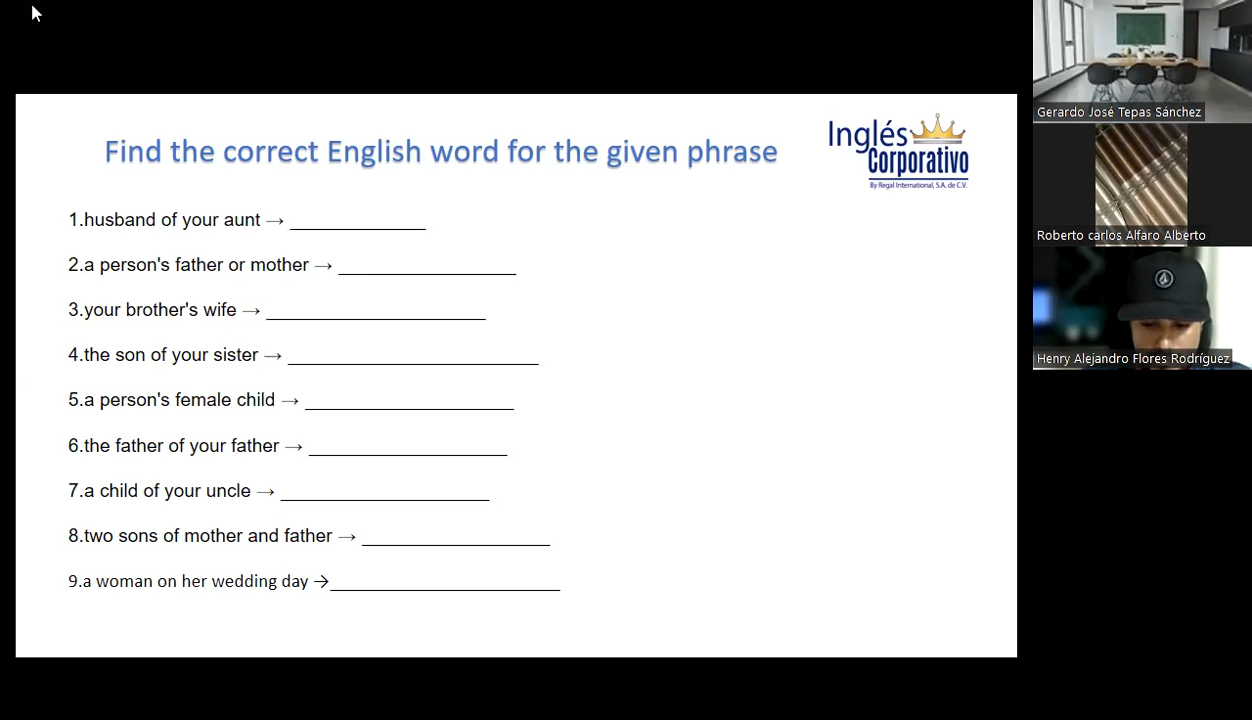 Find the correct English word for the given phrase
Inglés
Corporativo
By Regal International, S.A. de C.V.
1.husband of your aunt → _____________
2.a person's father or mother → _________________
3.your brother's wife → _____________________
4.the son of your sister → ________________________
5.a person's female child → ____________________
6.the father of your father → ___________________
7.a child of your uncle → ____________________
8.two sons of mother and father → __________________
9.a woman on her wedding day →______________________
Gerardo José Tepas Sánchez
Roberto carlos Alfaro Alberto
Henry Alejandro Flores Rodríguez